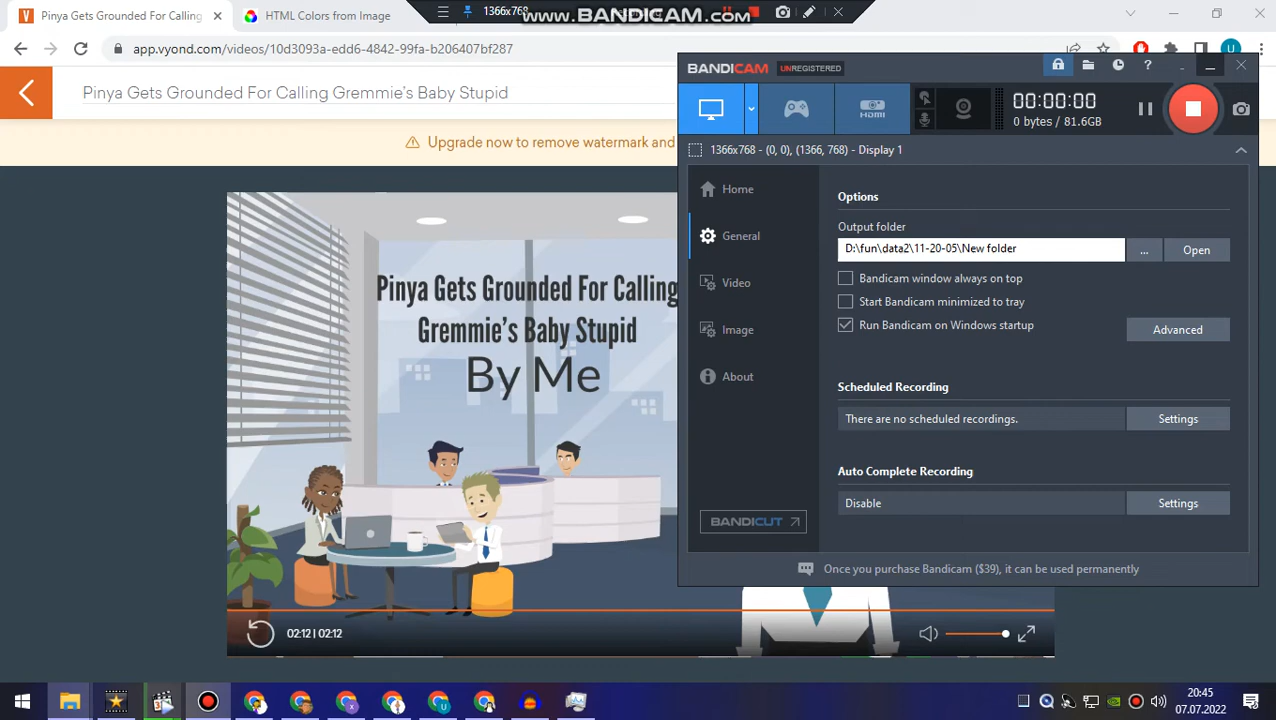 Pinya Gets Grounded For Calling
HTML Colors from Image
1366x768
www.BANDICAM.com
app.vyond.com/videos/10d3093a-edd6-4842-99fa-b206407bf287
U
Pinya Gets Grounded For Calling Gremmie's Baby Stupid
Upgrade now to remove watermark and
BANDICAM UNREGISTERED
HDMI
00:00:00
0 bytes / 81.6GB
1366x768 - (0, 0), (1366, 768) - Display 1
Home
General
Video
Image
About
BANDICUT
Options
Output folder
D:\fun\data2\11-20-05\New folder
...
Open
Bandicam window always on top
Start Bandicam minimized to tray
Run Bandicam on Windows startup
Advanced
Scheduled Recording
There are no scheduled recordings.
Settings
Auto Complete Recording
Disable
Settings
Once you purchase Bandicam ($39), it can be used permanently
Pinya Gets Grounded For Calling
Gremmie's Baby Stupid
By Me
02:12 | 02:12
20:45
07.07.2022